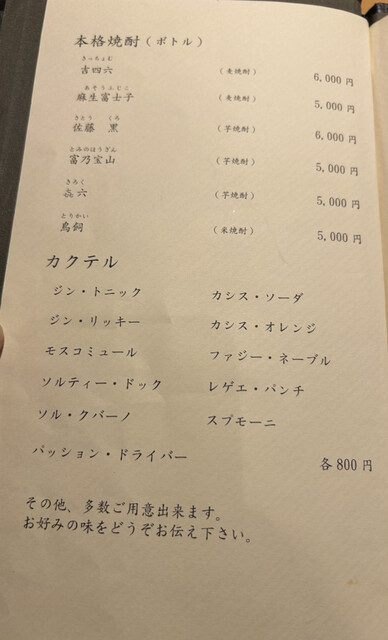 本格焼酎（ボトル）
きっちょむ
吉四六 （麦焼酎） 6,000 円
あそうふじこ
麻生富士子 （麦焼酎） 5,000 円
さとう くろ
佐藤 黒 （芋焼酎） 6,000 円
とみのほうざん
富乃宝山 （芋焼酎） 5,000 円
きろく
㐂六 （芋焼酎） 5,000 円
とりかい
鳥飼 （米焼酎） 5,000 円
カクテル
ジン・トニック カシス・ソーダ
ジン・リッキー カシス・オレンジ
モスコミュール ファジー・ネーブル
ソルティー・ドック レゲエ・パンチ
ソル・クバーノ スプモーニ
パッション・ドライバー 各 800 円
その他、多数ご用意出来ます。
お好みの味をどうぞお伝え下さい。